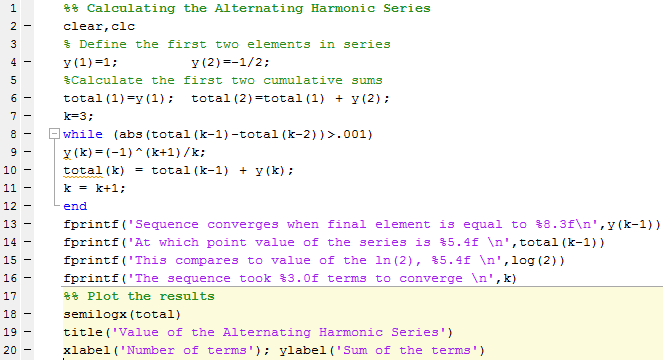 1 %% Calculating the Alternating Harmonic Series
2 clear,clc
3 % Define the first two elements in series
4 y(1)=1; y(2)=-1/2;
5 %Calculate the first two cumulative sums
6 total(1)=y(1); total(2)=total(1) + y(2);
7 k=3;
8 while (abs(total(k-1)-total(k-2))>.001)
9 y(k)=(-1)^(k+1)/k;
10 total(k) = total(k-1) + y(k);
11 k = k+1;
12 end
13 fprintf('Sequence converges when final element is equal to %8.3f\n',y(k-1))
14 fprintf('At which point value of the series is %5.4f \n',total(k-1))
15 fprintf('This compares to value of the ln(2), %5.4f \n',log(2))
16 fprintf('The sequence took %3.0f terms to converge \n',k)
17 %% Plot the results
18 semilogx(total)
19 title('Value of the Alternating Harmonic Series')
20 xlabel('Number of terms'); ylabel('Sum of the terms')